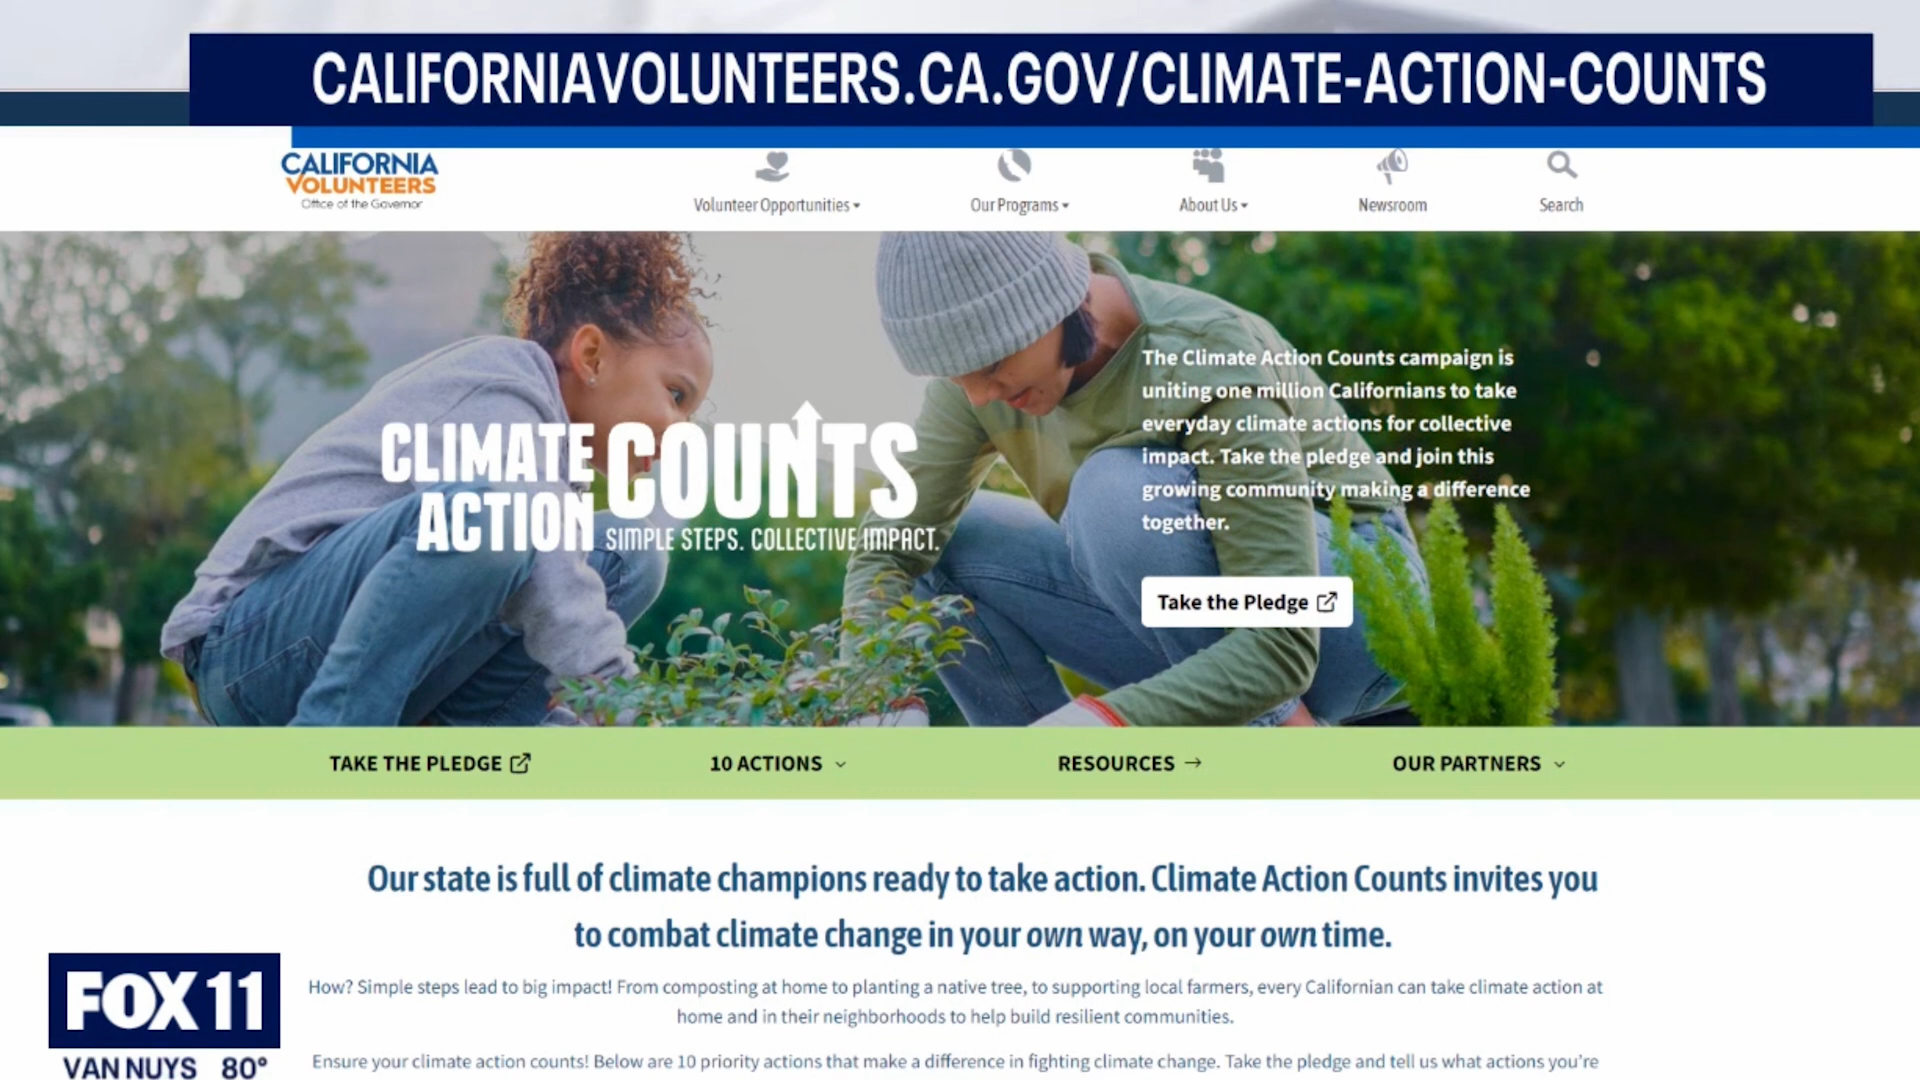 CALIFORNIAVOLUNTEERS.CA.GOV/CLIMATE-ACTION-COUNTS
CALIFORNIA
VOLUNTEERS
Office of the Governor
Volunteer Opportunities
Our Programs
About Us
Newsroom
Search
CLIMATE
ACTION
COUNTS
SIMPLE STEPS. COLLECTIVE IMPACT.
The Climate Action Counts campaign is
uniting one million Californians to take
everyday climate actions for collective
impact. Take the pledge and join this
growing community making a difference
together.
Take the Pledge
TAKE THE PLEDGE
10 ACTIONS
RESOURCES →
OUR PARTNERS
Our state is full of climate champions ready to take action. Climate Action Counts invites you
to combat climate change in your own way, on your own time.
How? Simple steps lead to big impact! From composting at home to planting a native tree, to supporting local farmers, every Californian can take climate action at
home and in their neighborhoods to help build resilient communities.
Ensure your climate action counts! Below are 10 priority actions that make a difference in fighting climate change. Take the pledge and tell us what actions you're
FOX 11
VAN NUYS 80°